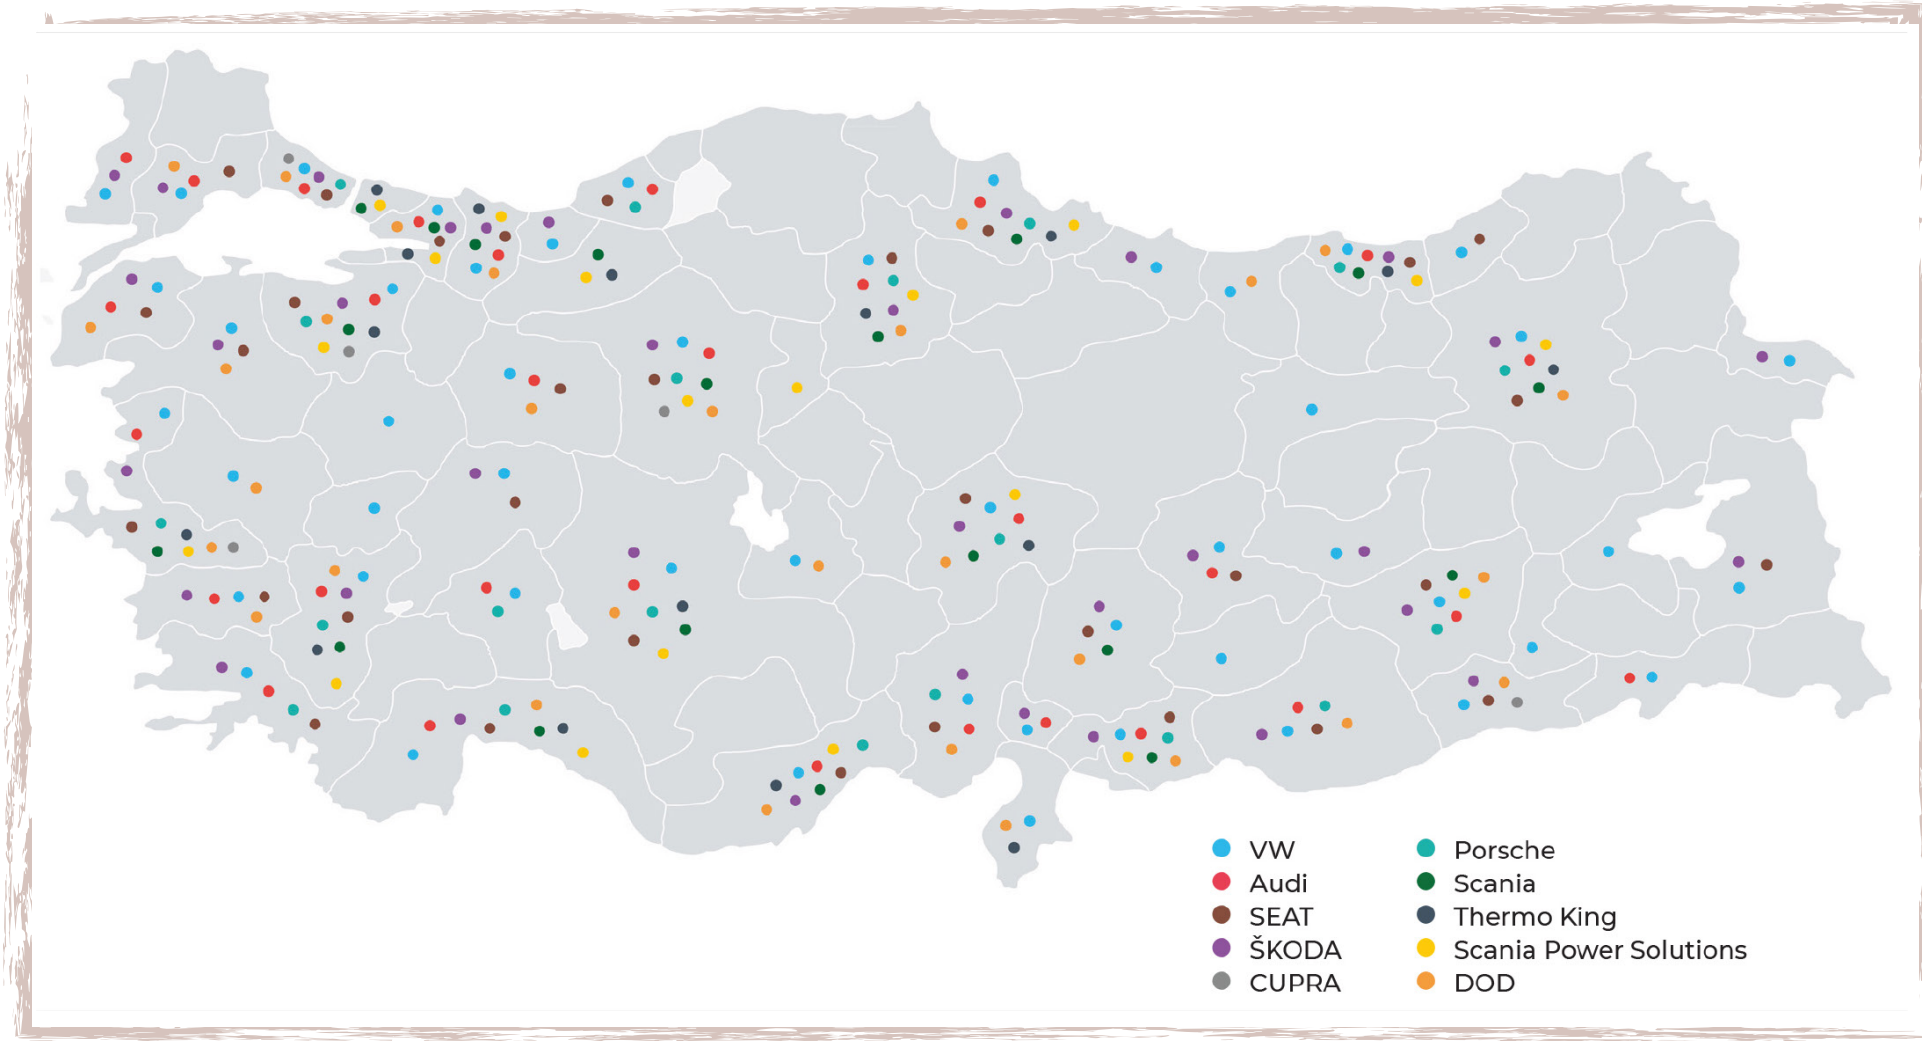 VW
Audi
SEAT
ŠKODA
CUPRA
Porsche
Scania
Thermo King
Scania Power Solutions
DOD